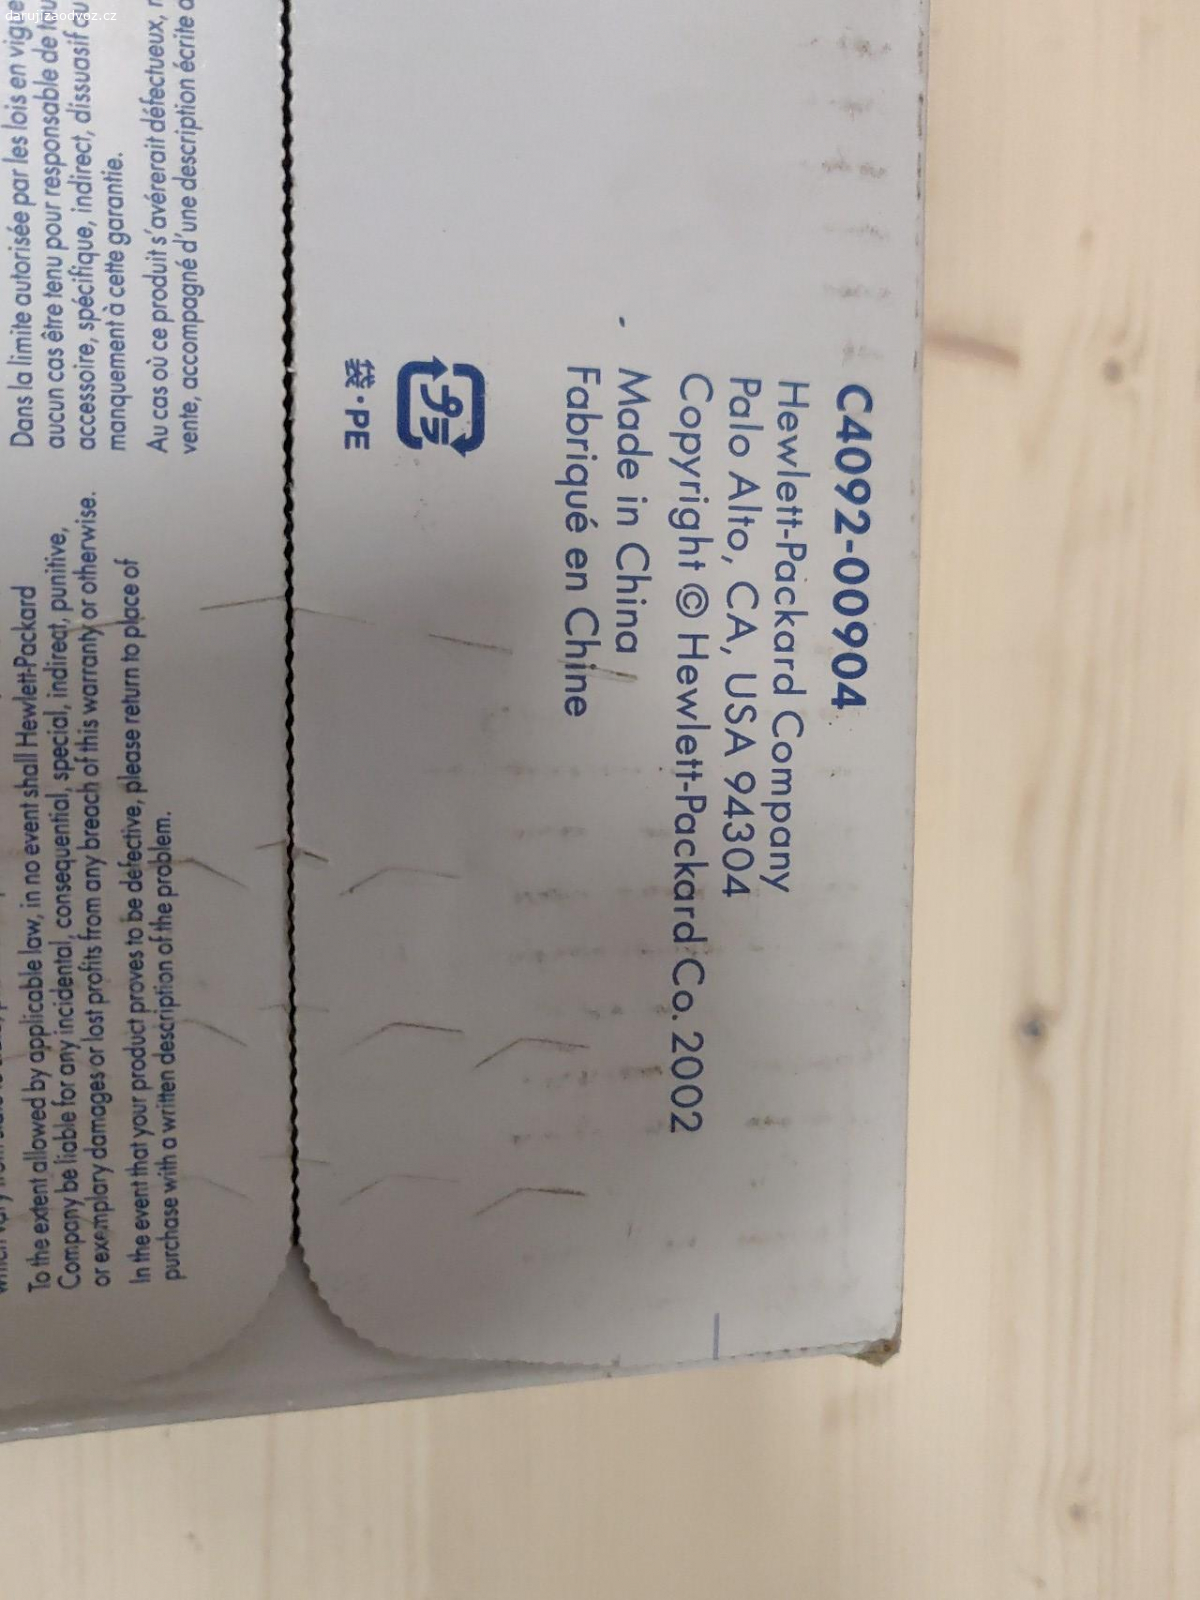 darujizaodvoz.cz
C4092-00904
Hewlett-Packard Company
Palo Alto, CA, USA 94304
Copyright © Hewlett-Packard Co. 2002
Made in China
Fabriqué en Chine
プラ
袋・PE
Dans la limite autorisée par les lois en
aucun cas être tenu pour responsable de
accessoire, spécifique, indirect, dissuasif
manquement à cette garantie.
Au cas où ce produit s'avérerait défectueux,
vente, accompagné d'une description écrite
To the extent allowed by applicable law, in no event shall Hewlett-Packard
Company be liable for any incidental, consequential, special, indirect, punitive,
or exemplary damages or lost profits from any breach of this warranty or otherwise.
In the event that your product proves to be defective, please return to place of
purchase with a written description of the problem.